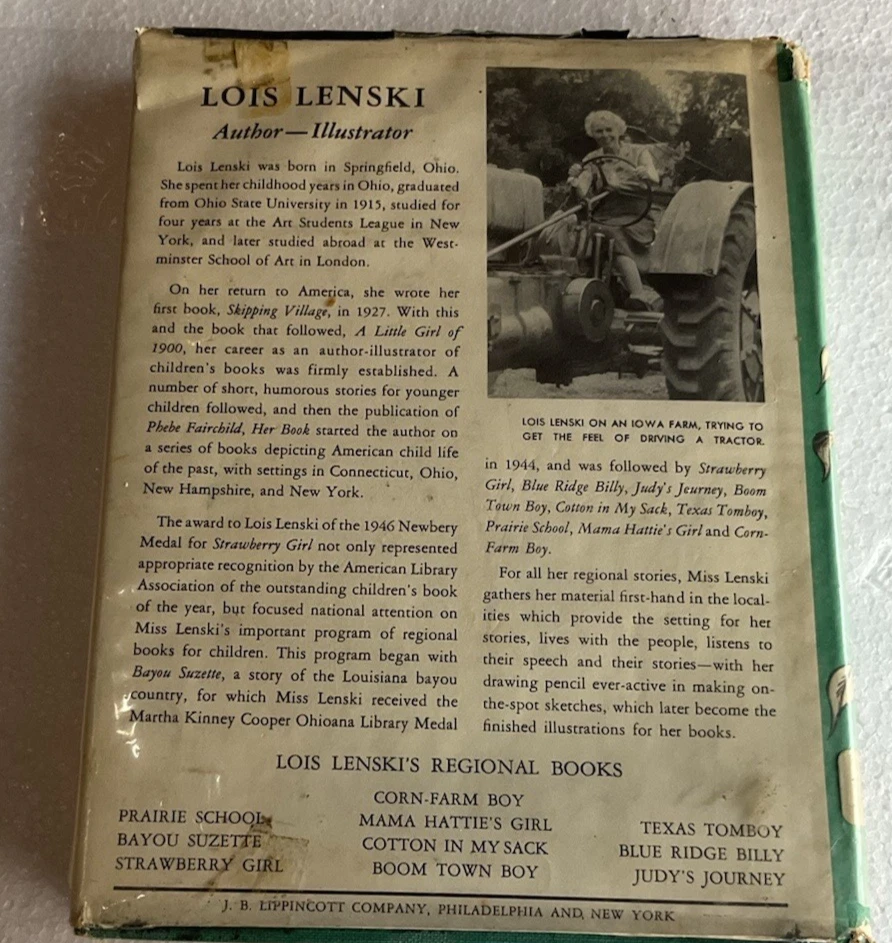 LOIS LENSKI
Author—Illustrator
Lois Lenski was born in Springfield, Ohio.
She spent her childhood years in Ohio, graduated
from Ohio State University in 1915, studied for
four years at the Art Students League in New
York, and later studied abroad at the West-
minster School of Art in London.
On her return to America, she wrote her
first book, Skipping Village, in 1927. With this
and the book that followed, A Little Girl of
1900, her career as an author-illustrator of
children's books was firmly established. A
number of short, humorous stories for younger
children followed, and then the publication of
Phebe Fairchild, Her Book started the author on
a series of books depicting American child life
of the past, with settings in Connecticut, Ohio,
New Hampshire, and New York.
The award to Lois Lenski of the 1946 Newbery
Medal for Strawberry Girl not only represented
appropriate recognition by the American Library
Association of the outstanding children's book
of the year, but focused national attention on
Miss Lenski's important program of regional
books for children. This program began with
Bayou Suzette, a story of the Louisiana bayou
country, for which Miss Lenski received the
Martha Kinney Cooper Ohioana Library Medal
LOIS LENSKI ON AN IOWA FARM, TRYING TO
GET THE FEEL OF DRIVING A TRACTOR.
in 1944, and was followed by Strawberry
Girl, Blue Ridge Billy, Judy's Journey, Boom
Town Boy, Cotton in My Sack, Texas Tomboy,
Prairie School, Mama Hattie's Girl and Corn-
Farm Boy.
For all her regional stories, Miss Lenski
gathers her material first-hand in the local-
ities which provide the setting for her
stories, lives with the people, listens to
their speech and their stories—with her
drawing pencil ever-active in making on-
the-spot sketches, which later become the
finished illustrations for her books.
LOIS LENSKI'S REGIONAL BOOKS
PRAIRIE SCHOOL
BAYOU SUZETTE
STRAWBERRY GIRL
CORN-FARM BOY
MAMA HATTIE'S GIRL
COTTON IN MY SACK
BOOM TOWN BOY
TEXAS TOMBOY
BLUE RIDGE BILLY
JUDY'S JOURNEY
J. B. LIPPINCOTT COMPANY, PHILADELPHIA AND NEW YORK